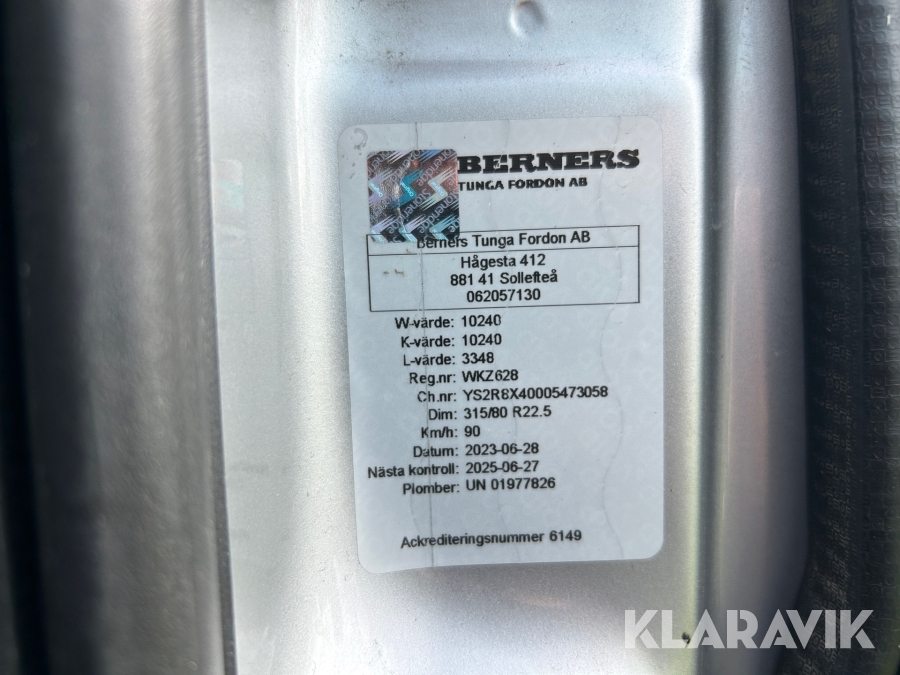 BERNERS
TUNGA FORDON AB
Berners Tunga Fordon AB
Hågesta 412
881 41 Sollefteå
062057130
W-värde: 10240
K-värde: 10240
L-värde: 3348
Reg.nr: WKZ628
Ch.nr: YS2R8X40005473058
Dim: 315/80 R22.5
Km/h: 90
Datum: 2023-06-28
Nästa kontroll: 2025-06-27
Plomber: UN 01977826
Ackrediteringsnummer 6149
KLARAVIK